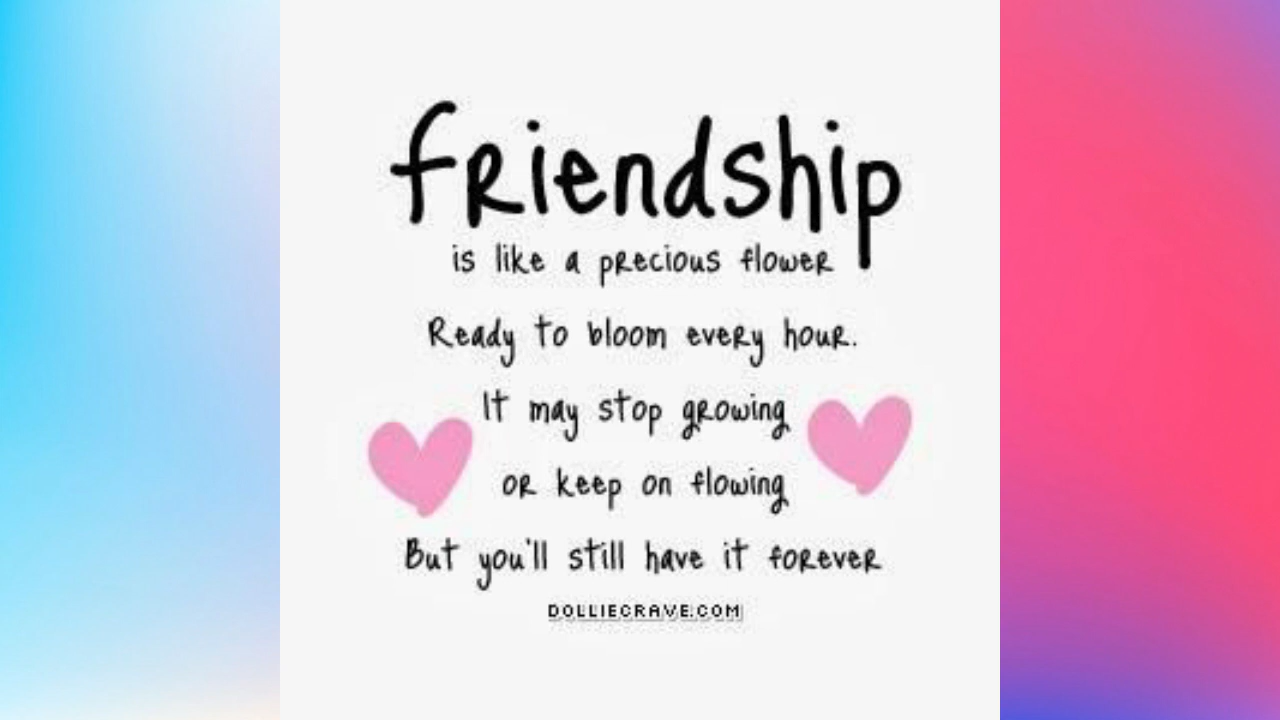 friendship
is like a precious flower
Ready to bloom every hour.
It may stop growing
or keep on flowing
But you'll still have it forever
DOLLIECRAVE.COM